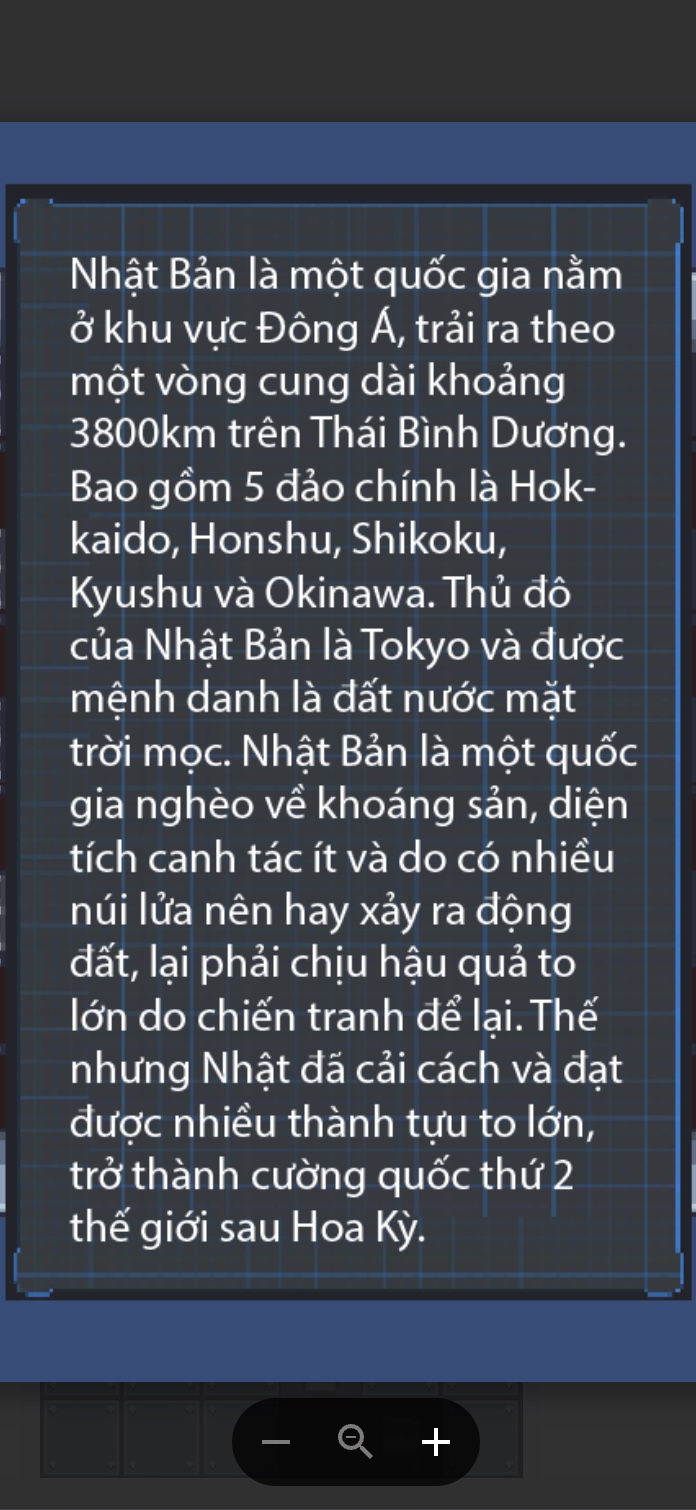 Nhật Bản là một quốc gia nằm
ở khu vực Đông Á, trải ra theo
một vòng cung dài khoảng
3800km trên Thái Bình Dương.
Bao gồm 5 đảo chính là Hok-
kaido, Honshu, Shikoku,
Kyushu và Okinawa. Thủ đô
của Nhật Bản là Tokyo và được
mệnh danh là đất nước mặt
trời mọc. Nhật Bản là một quốc
gia nghèo về khoáng sản, diện
tích canh tác ít và do có nhiều
núi lửa nên hay xảy ra động
đất, lại phải chịu hậu quả to
lớn do chiến tranh để lại. Thế
nhưng Nhật đã cải cách và đạt
được nhiều thành tựu to lớn,
trở thành cường quốc thứ 2
thế giới sau Hoa Kỳ.